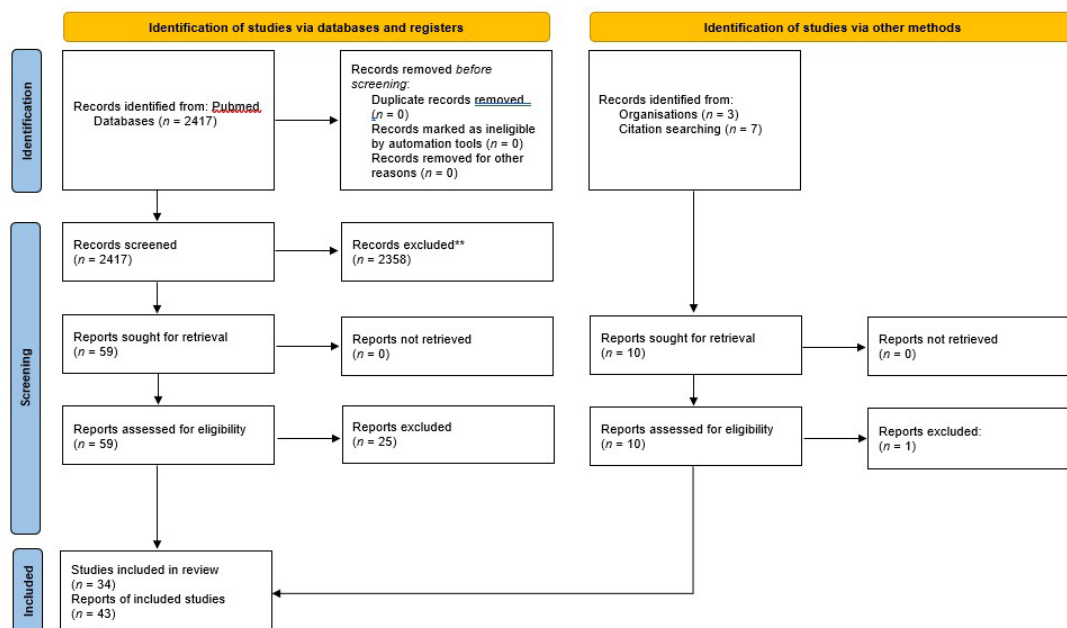 Identification of studies via databases and registers
Identification of studies via other methods
Identification
Records identified from: Pubmed
Databases (n = 2417)
Records removed before
screening:
Duplicate records removed
(n = 0)
Records marked as ineligible
by automation tools (n = 0)
Records removed for other
reasons (n = 0)
Records identified from:
Organisations (n = 3)
Citation searching (n = 7)
Screening
Records screened
(n = 2417)
Records excluded**
(n = 2358)
Reports sought for retrieval
(n = 59)
Reports not retrieved
(n = 0)
Reports sought for retrieval
(n = 10)
Reports not retrieved
(n = 0)
Reports assessed for eligibility
(n = 59)
Reports excluded
(n = 25)
Reports assessed for eligibility
(n = 10)
Reports excluded:
(n = 1)
Included
Studies included in review
(n = 34)
Reports of included studies
(n = 43)